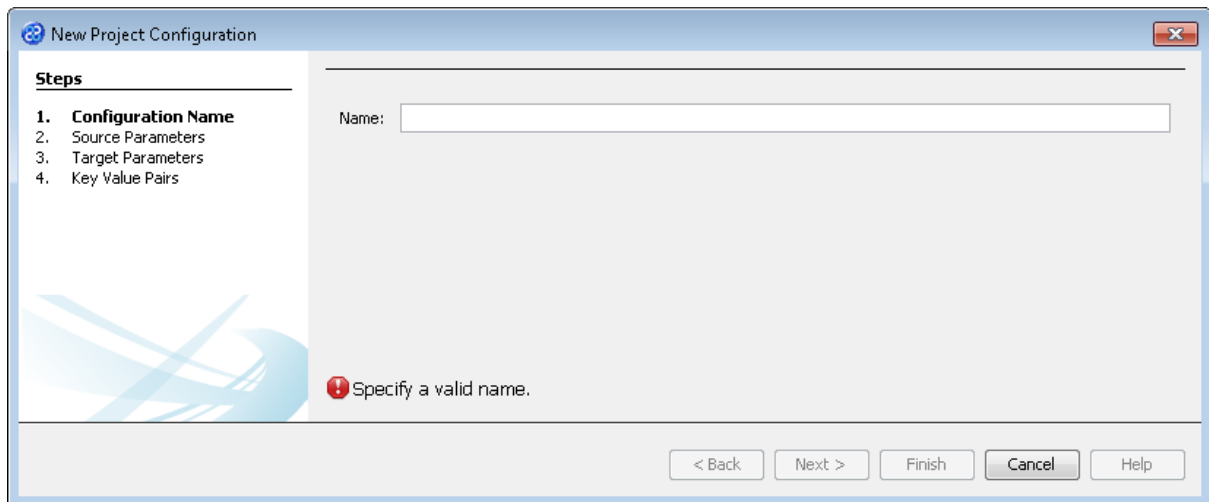 New Project Configuration
Steps
1. Configuration Name
2. Source Parameters
3. Target Parameters
4. Key Value Pairs
Name:
Specify a valid name.
< Back Next > Finish Cancel Help